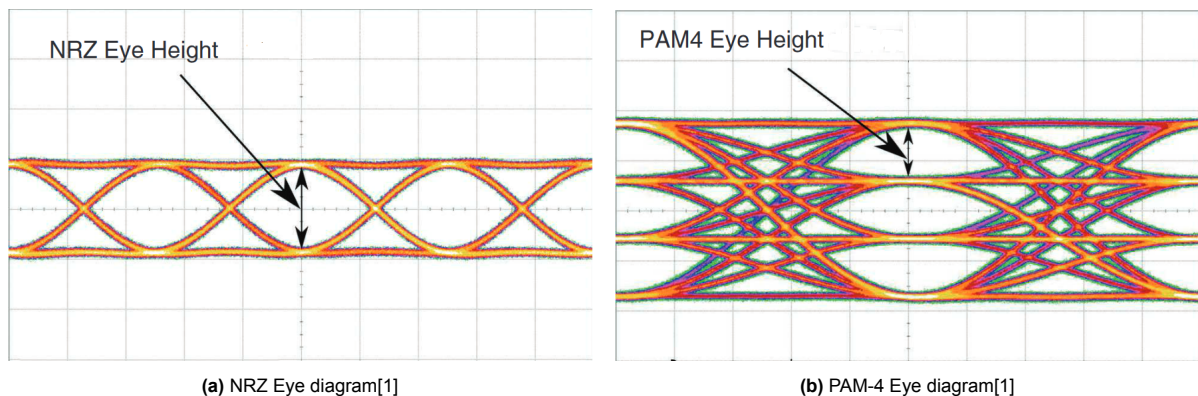 NRZ Eye Height
PAM4 Eye Height
(a) NRZ Eye diagram[1]
(b) PAM-4 Eye diagram[1]